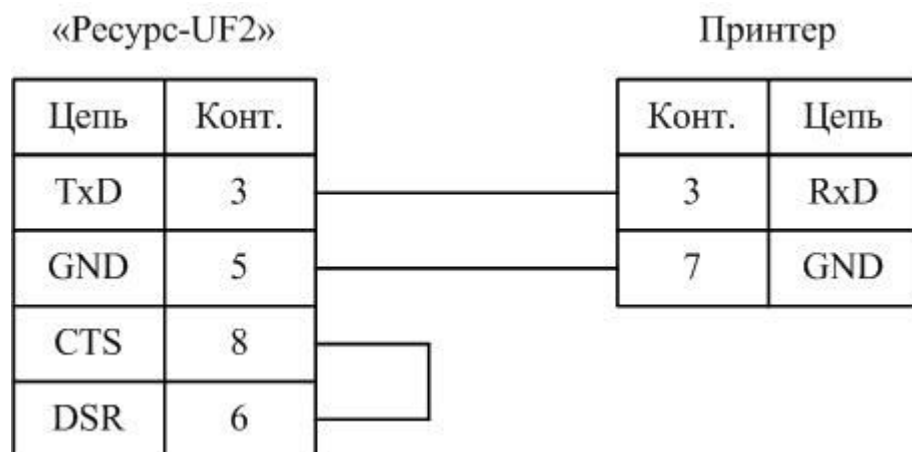 «Ресурс-UF2» Принтер
Цепь Конт. Конт. Цепь
TxD 3 3 RxD
GND 5 7 GND
CTS 8
DSR 6